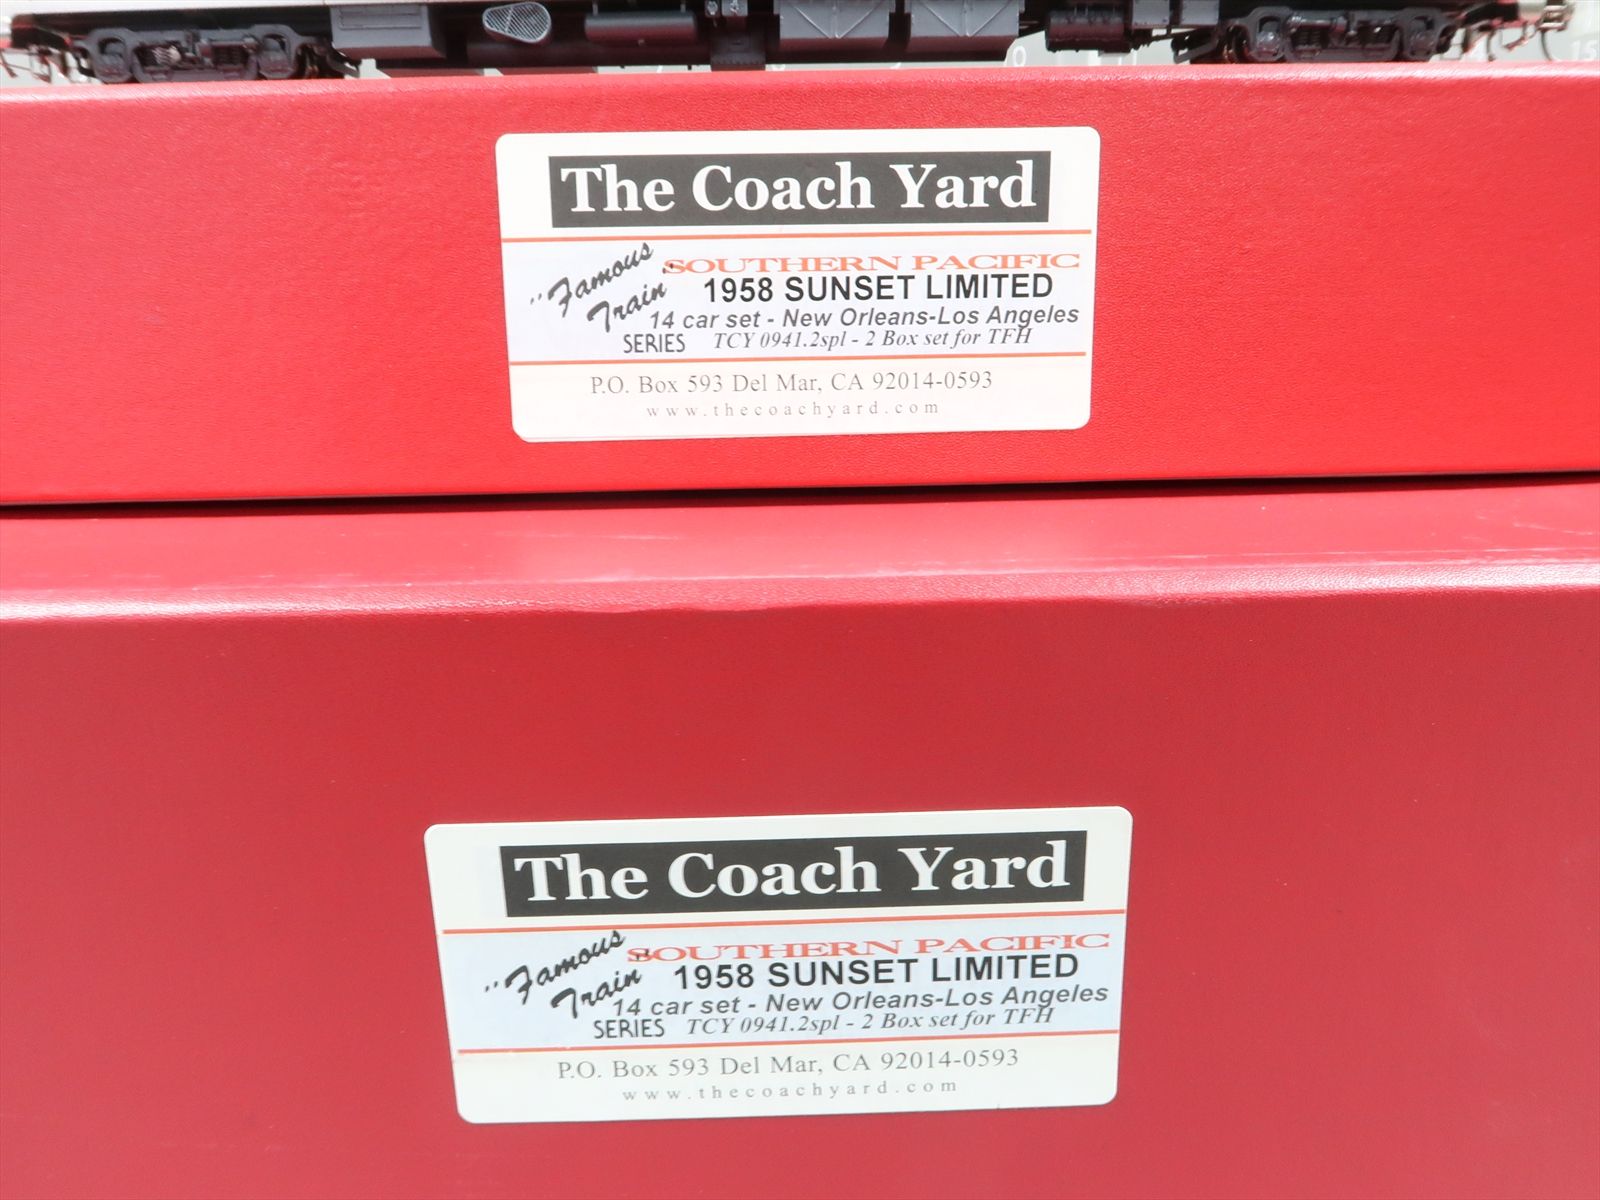 The Coach Yard
"Famous
Train"
SERIES
SOUTHERN PACIFIC
1958 SUNSET LIMITED
14 car set - New Orleans-Los Angeles
TCY 0941.2spl - 2 Box set for TFH
P.O. Box 593 Del Mar, CA 92014-0593
www.thecoachyard.com
The Coach Yard
"Famous
Train"
SERIES
SOUTHERN PACIFIC
1958 SUNSET LIMITED
14 car set - New Orleans-Los Angeles
TCY 0941.2spl - 2 Box set for TFH
P.O. Box 593 Del Mar, CA 92014-0593
www.thecoachyard.com